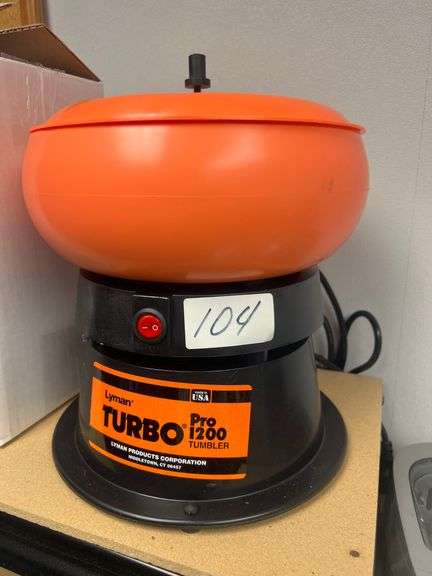 104
MADE IN
USA
Lyman®
TURBO® Pro
1200
TUMBLER
LYMAN PRODUCTS CORPORATION
MIDDLETOWN, CT 06457